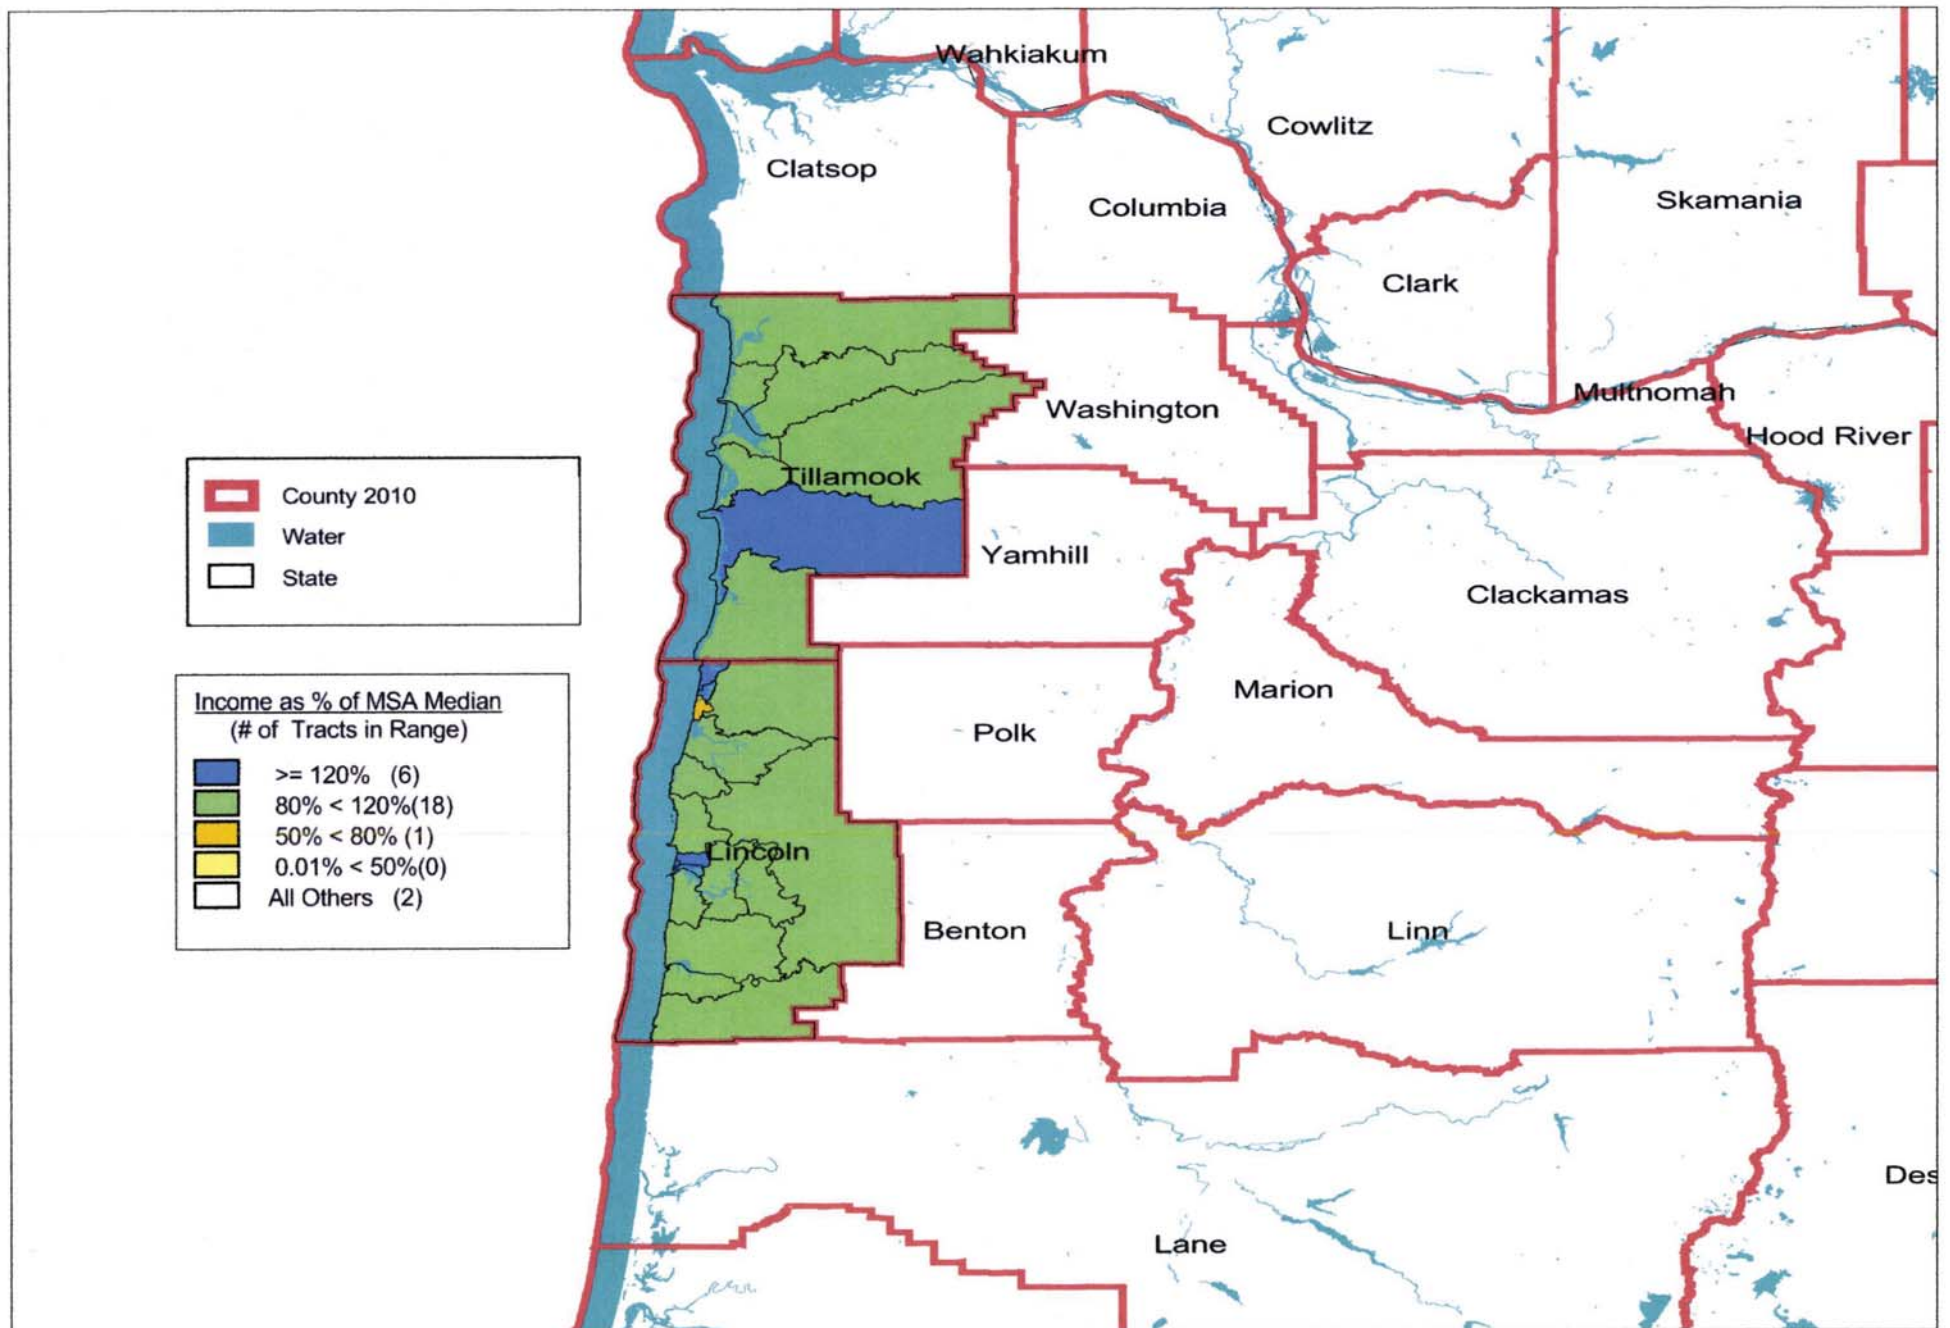 Wahkiakum
Cowlitz
Clatsop
Columbia
Skamania
Clark
Multnomah
Washington
Hood River
Tillamook
County 2010
Water
State
Yamhill
Clackamas
Marion
Polk
Income as % of MSA Median
(# of Tracts in Range)
>= 120% (6)
80% < 120%(18)
50% < 80% (1)
0.01% < 50%(0)
All Others (2)
Lincoln
Benton
Linn
Des
Lane